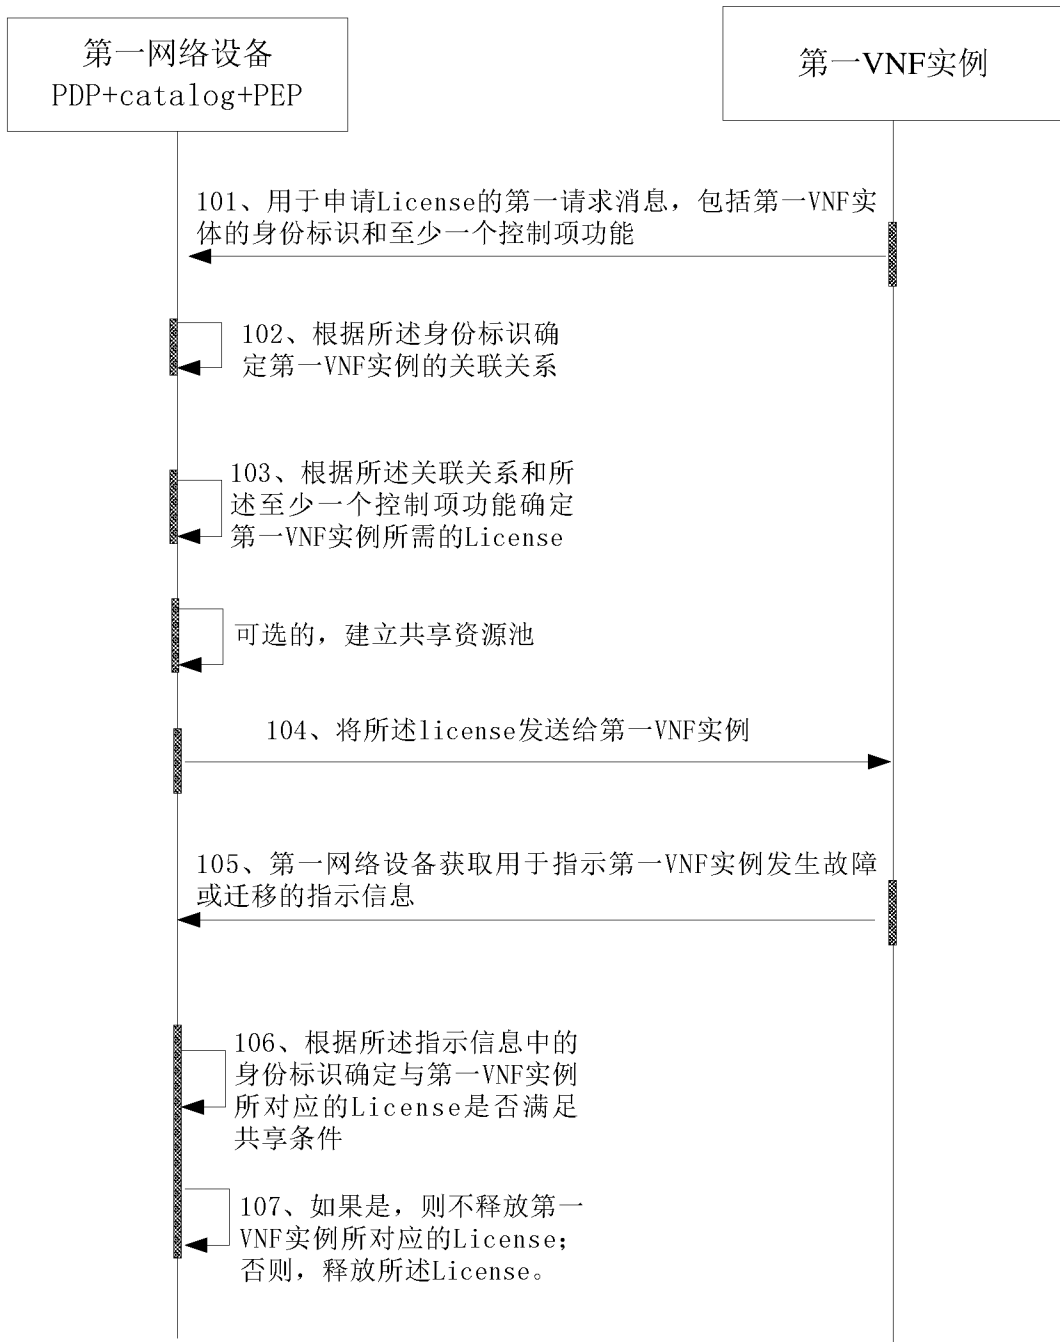 第一网络设备
PDP+catalog+PEP
第一VNF实例
101、用于申请License的第一请求消息，包括第一VNF实
体的身份标识和至少一个控制项功能
102、根据所述身份标识确
定第一VNF实例的关联关系
103、根据所述关联关系和所
述至少一个控制项功能确定
第一VNF实例所需的License
可选的，建立共享资源池
104、将所述license发送给第一VNF实例
105、第一网络设备获取用于指示第一VNF实例发生故障
或迁移的指示信息
106、根据所述指示信息中的
身份标识确定与第一VNF实例
所对应的License是否满足
共享条件
107、如果是，则不释放第一
VNF实例所对应的License；
否则，释放所述License。